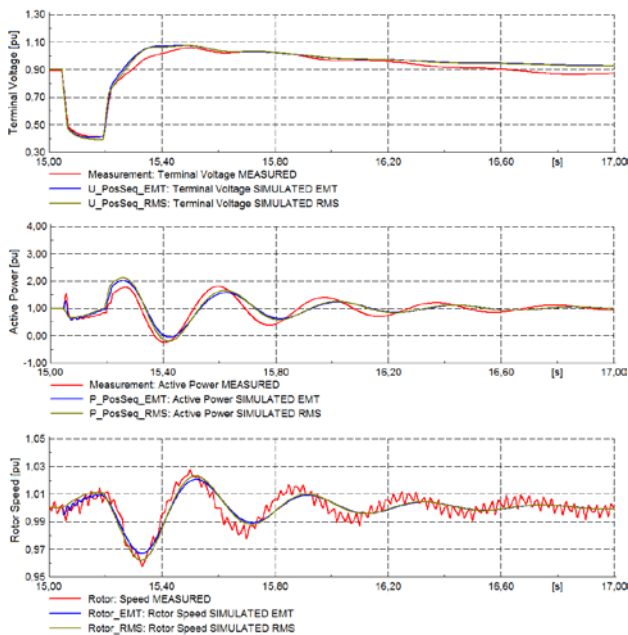 Terminal Voltage [pu]
1.30
1.10
0.90
0.70
0.50
0.30
15,00 15,40 15,80 16,20 16,60 [s] 17,00
Measurement: Terminal Voltage MEASURED
U_PosSeq_EMT: Terminal Voltage SIMULATED EMT
U_PosSeq_RMS: Terminal Voltage SIMULATED RMS
Active Power [pu]
4,00
3,00
2,00
1,00
0,00
-1,00
15,00 15,40 15,80 16,20 16,60 [s] 17,00
Measurement: Active Power MEASURED
P_PosSeq_EMT: Active Power SIMULATED EMT
P_PosSeq_RMS: Active Power SIMULATED RMS
Rotor Speed [pu]
1.05
1.03
1.01
0.99
0.97
0.95
15,00 15,40 15,80 16,20 16,60 [s] 17,00
Rotor: Speed MEASURED
Rotor_EMT: Rotor Speed SIMULATED EMT
Rotor_RMS: Rotor Speed SIMULATED RMS